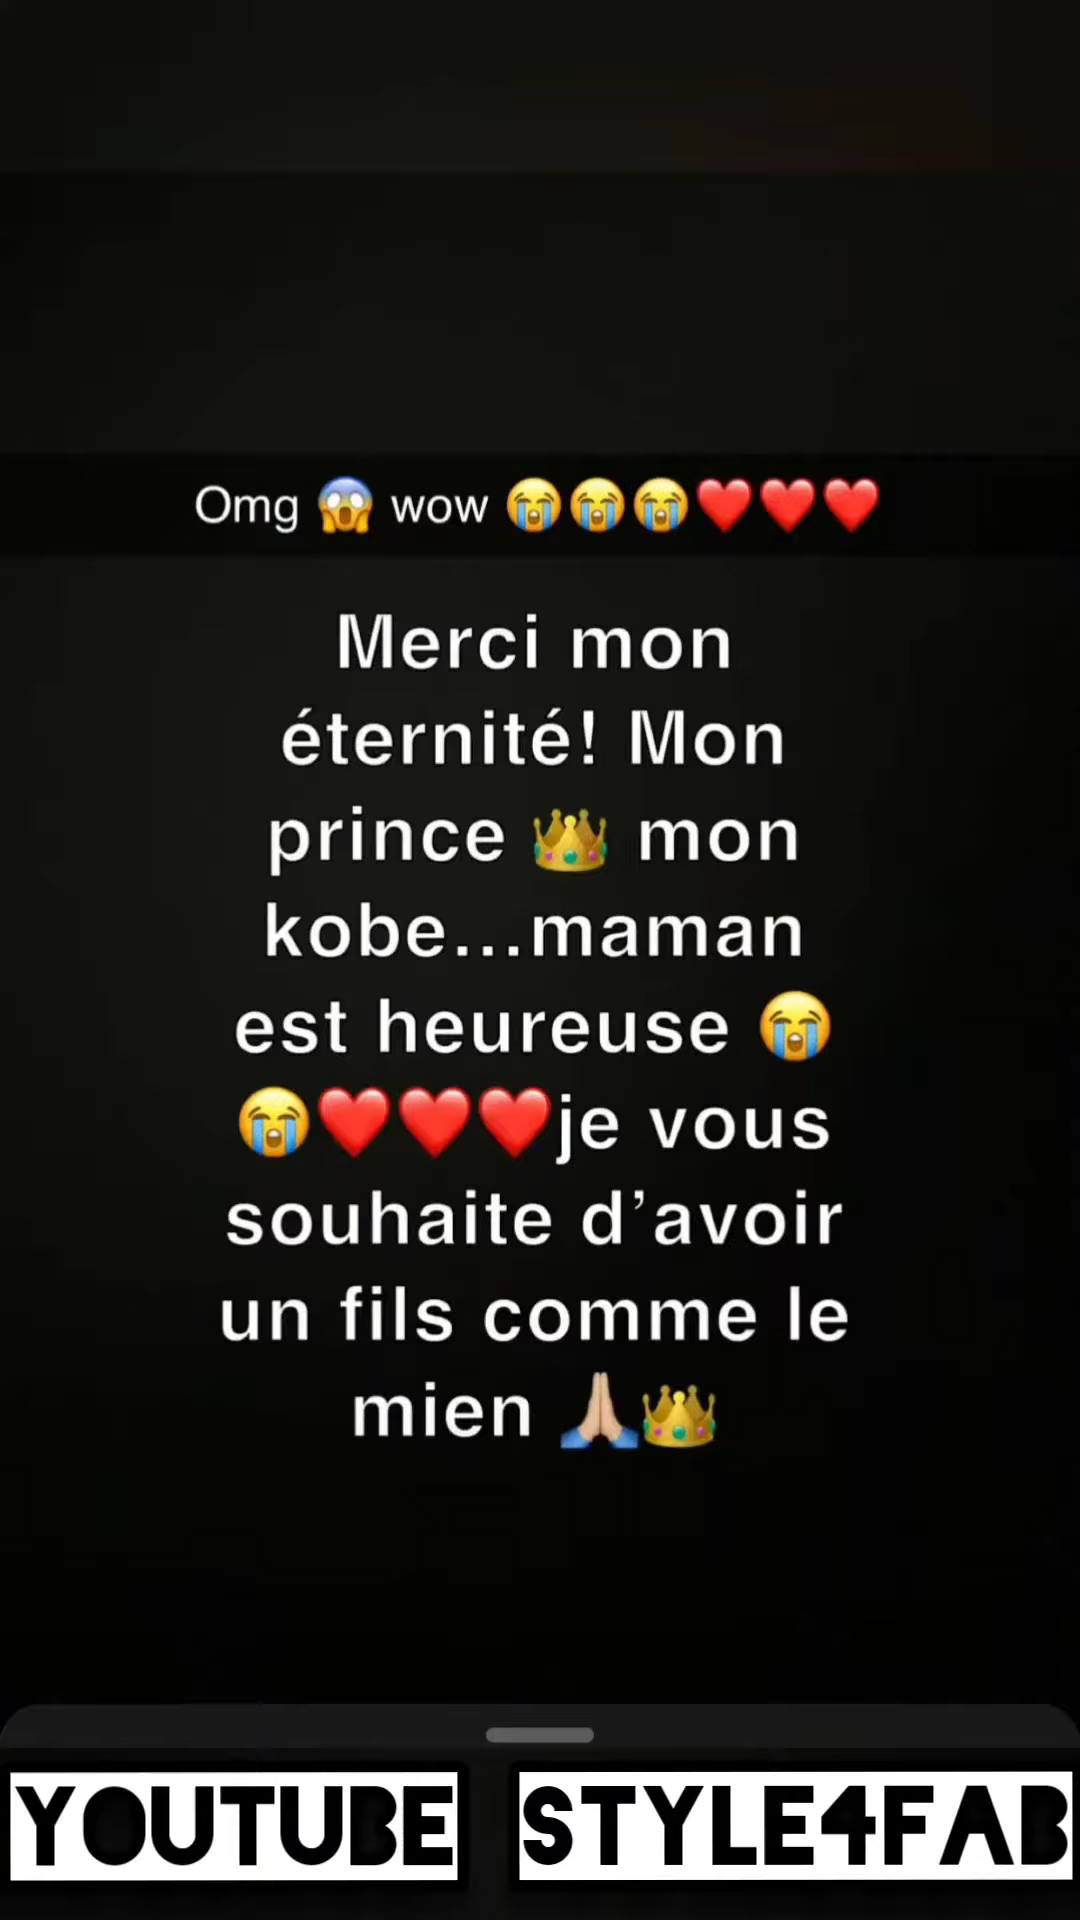 Omg 😱 wow 😭😭😭❤️❤️❤️
Merci mon
éternité! Mon
prince 👑 mon
kobe...maman
est heureuse 😭
😭❤️❤️❤️je vous
souhaite d’avoir
un fils comme le
mien 🙏🏼👑
YOUTUBE STYLE4FAB